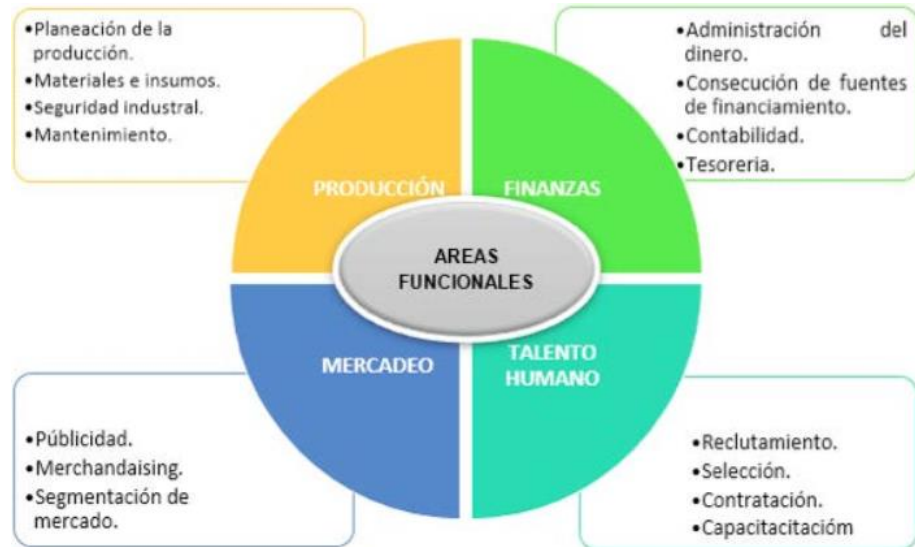 •Planeación de la
producción.
•Materiales e insumos.
•Seguridad industral.
•Mantenimiento.
•Administración del
dinero.
•Consecución de fuentes
de financiamiento.
•Contabilidad.
•Tesoreria.
PRODUCCIÓN
FINANZAS
AREAS
FUNCIONALES
MERCADEO
TALENTO
HUMANO
•Públicidad.
•Merchandaising.
•Segmentación de
mercado.
•Reclutamiento.
•Selección.
•Contratación.
•Capacitacitacióm